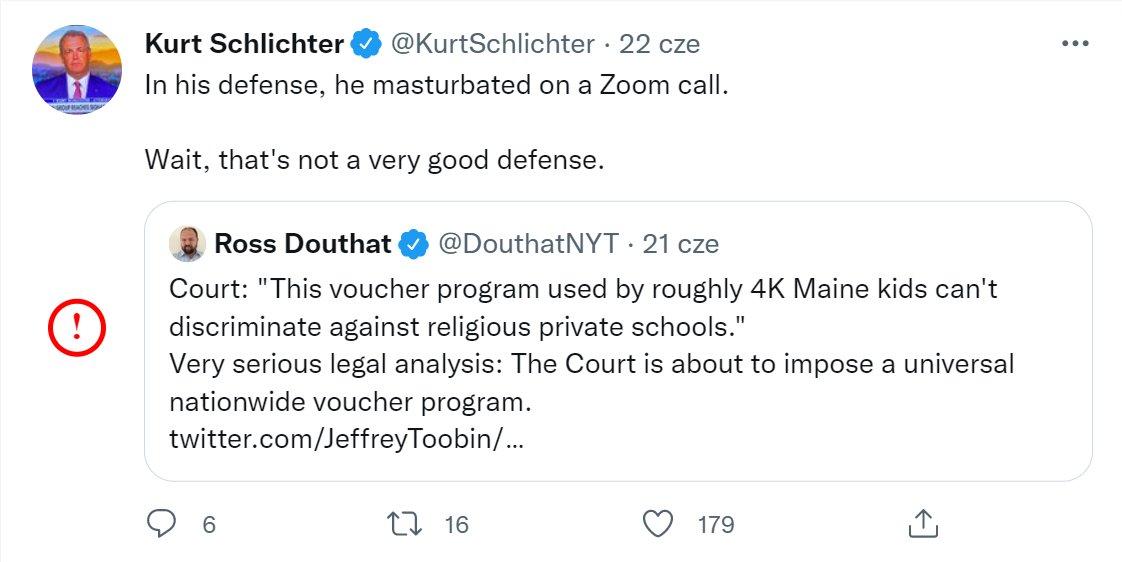 Kurt Schlichter @KurtSchlichter · 22 cze
In his defense, he masturbated on a Zoom call.
Wait, that's not a very good defense.
Ross Douthat @DouthatNYT · 21 cze
Court: "This voucher program used by roughly 4K Maine kids can't
discriminate against religious private schools."
Very serious legal analysis: The Court is about to impose a universal
nationwide voucher program.
twitter.com/JeffreyToobin/...
!
6 16 179